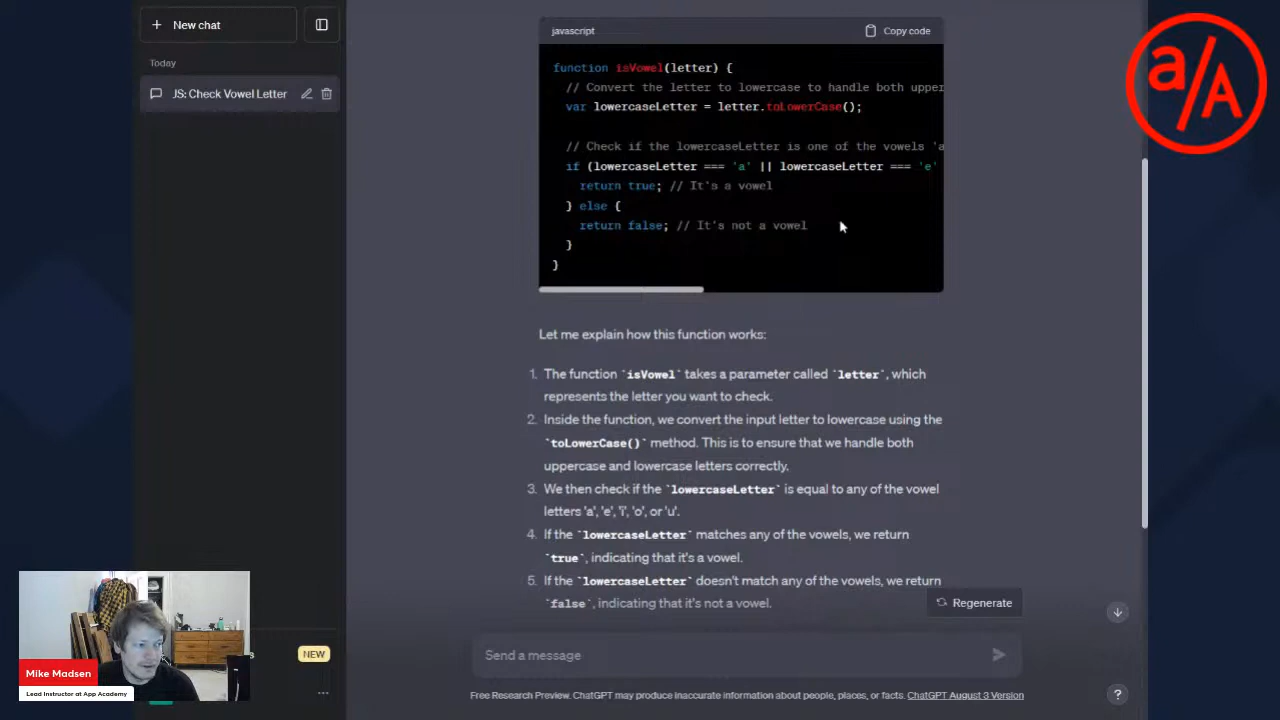 New chat
Today
JS: Check Vowel Letter
javascript
Copy code
function isVowel(letter) {
// Convert the letter to lowercase to handle both upper
var lowercaseLetter = letter.toLowerCase();
// Check if the lowercaseLetter is one of the vowels 'a
if (lowercaseLetter === 'a' || lowercaseLetter === 'e'
return true; // It's a vowel
} else {
return false; // It's not a vowel
}
}
Let me explain how this function works:
1. The function `isVowel` takes a parameter called `letter`, which
represents the letter you want to check.
2. Inside the function, we convert the input letter to lowercase using the
`toLowerCase()` method. This is to ensure that we handle both
uppercase and lowercase letters correctly.
3. We then check if the `lowercaseLetter` is equal to any of the vowel
letters 'a', 'e', 'i', 'o', or 'u'.
4. If the `lowercaseLetter` matches any of the vowels, we return
`true`, indicating that it's a vowel.
5. If the `lowercaseLetter` doesn't match any of the vowels, we return
`false`, indicating that it's not a vowel.
Regenerate
Send a message
Free Research Preview. ChatGPT may produce inaccurate information about people, places, or facts. ChatGPT August 3 Version
?
NEW
Mike Madsen
Lead Instructor at App Academy
a/A